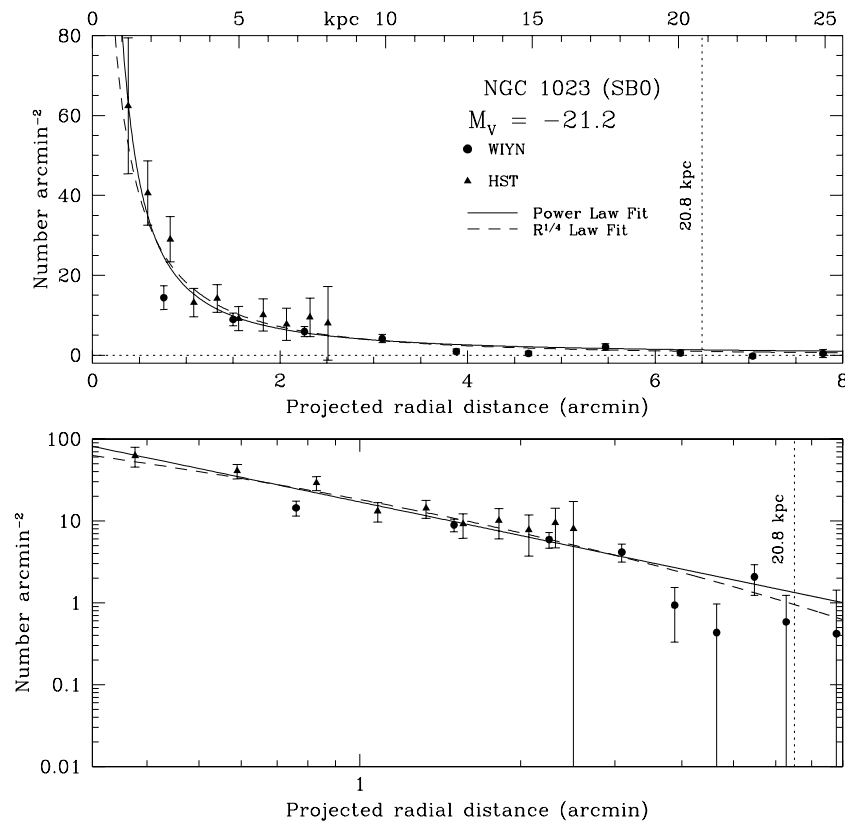 0 5 kpc 10 15 20 25
80
60
40
20
0
Number arcmin⁻²
NGC 1023 (SB0)
M_V = −21.2
WIYN
HST
Power Law Fit
R^{1/4} Law Fit
20.8 kpc
0 2 4 6 8
Projected radial distance (arcmin)
100
10
1
0.1
0.01
Number arcmin⁻²
20.8 kpc
1
Projected radial distance (arcmin)